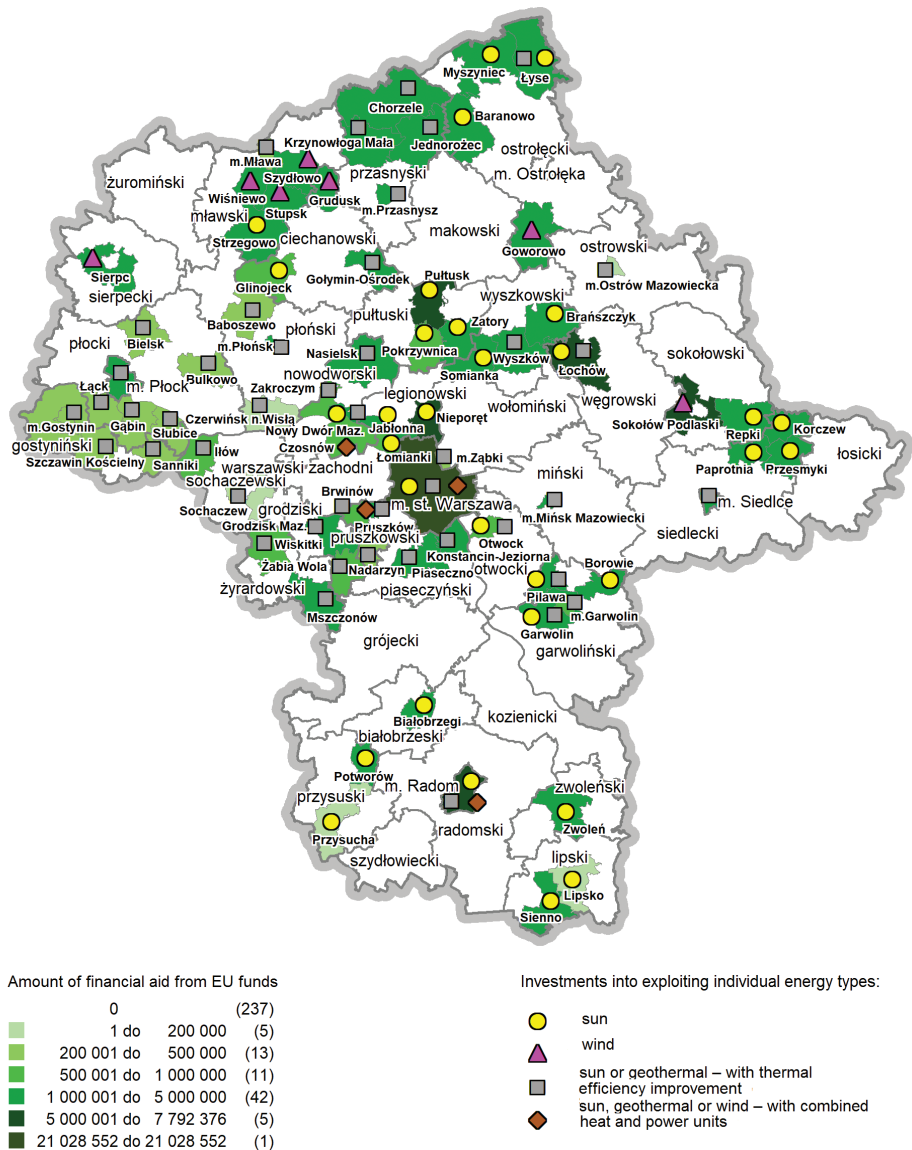 Myszyniec
Łyse
Chorzele
Baranowo
Krzynowłoga Mała
Jednorożec
ostrołęcki
m.Mława
przasnyski
m. Ostrołęka
żuromiński
Szydłowo
Wiśniewo
Grudusk
m.Przasnysz
Stupsk
mławski
makowski
Strzegowo
ciechanowski
Goworowo
ostrowski
Sierpc
Gołymin-Ośrodek
Pułtusk
m.Ostrów Mazowiecka
Glinojeck
sierpecki
wyszkowski
Baboszewo
pułtuski
Zatory
Brańszczyk
płoński
płocki
Bielsk
m.Płońsk
Nasielsk
Pokrzywnica
Wyszków
sokołowski
Somianka
Łochów
Bulkowo
nowodworski
Łąck
m. Płock
Zakroczym
legionowski
węgrowski
wołomiński
m.Gostynin
Gąbin
Słubice
Czerwińsk n.Wisłą
Nowy Dwór Maz.
Jabłonna
Nieporęt
Sokołów Podlaski
Repki
Korczew
gostyniński
Iłów
Czosnów
łosicki
Szczawin Kościelny
Sanniki
Łomianki
m.Ząbki
Paprotnia
Przesmyki
warszawski zachodni
miński
sochaczewski
Brwinów
Sochaczew
grodziski
m. st. Warszawa
m. Siedlce
m.Mińsk Mazowiecki
Grodzisk Maz.
Pruszków
pruszkowski
Otwock
siedlecki
Wiskitki
Konstancin-Jeziorna
Żabia Wola
Nadarzyn
Piaseczno
otwocki
Borowie
żyrardowski
piaseczyński
Pilawa
Mszczonów
m.Garwolin
Garwolin
grójecki
garwoliński
Białobrzegi
kozienicki
białobrzeski
Potworów
m. Radom
zwoleński
przysuski
Przysucha
radomski
Zwoleń
szydłowiecki
lipski
Lipsko
Sienno
Amount of financial aid from EU funds
0 (237)
1 do 200 000 (5)
200 001 do 500 000 (13)
500 001 do 1 000 000 (11)
1 000 001 do 5 000 000 (42)
5 000 001 do 7 792 376 (5)
21 028 552 do 21 028 552 (1)
Investments into exploiting individual energy types:
sun
wind
sun or geothermal – with thermal
efficiency improvement
sun, geothermal or wind – with combined
heat and power units